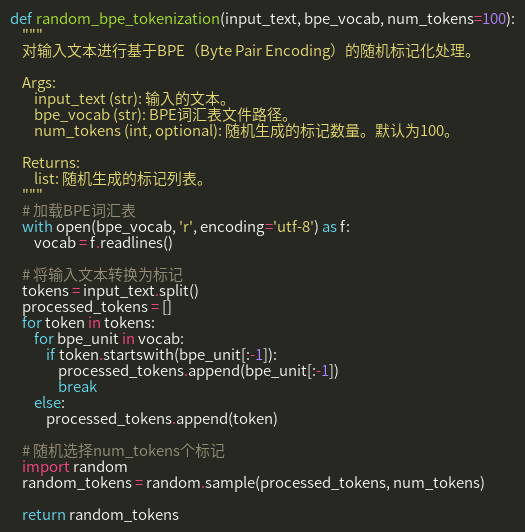 def random_bpe_tokenization(input_text, bpe_vocab, num_tokens=100):
    """
    对输入文本进行基于BPE（Byte Pair Encoding）的随机标记化处理。

    Args:
        input_text (str): 输入的文本。
        bpe_vocab (str): BPE词汇表文件路径。
        num_tokens (int, optional): 随机生成的标记数量。默认为100。

    Returns:
        list: 随机生成的标记列表。
    """
    # 加载BPE词汇表
    with open(bpe_vocab, 'r', encoding='utf-8') as f:
        vocab = f.readlines()

    # 将输入文本转换为标记
    tokens = input_text.split()
    processed_tokens = []
    for token in tokens:
        for bpe_unit in vocab:
            if token.startswith(bpe_unit[:-1]):
                processed_tokens.append(bpe_unit[:-1])
                break
        else:
            processed_tokens.append(token)

    # 随机选择num_tokens个标记
    import random
    random_tokens = random.sample(processed_tokens, num_tokens)

    return random_tokens